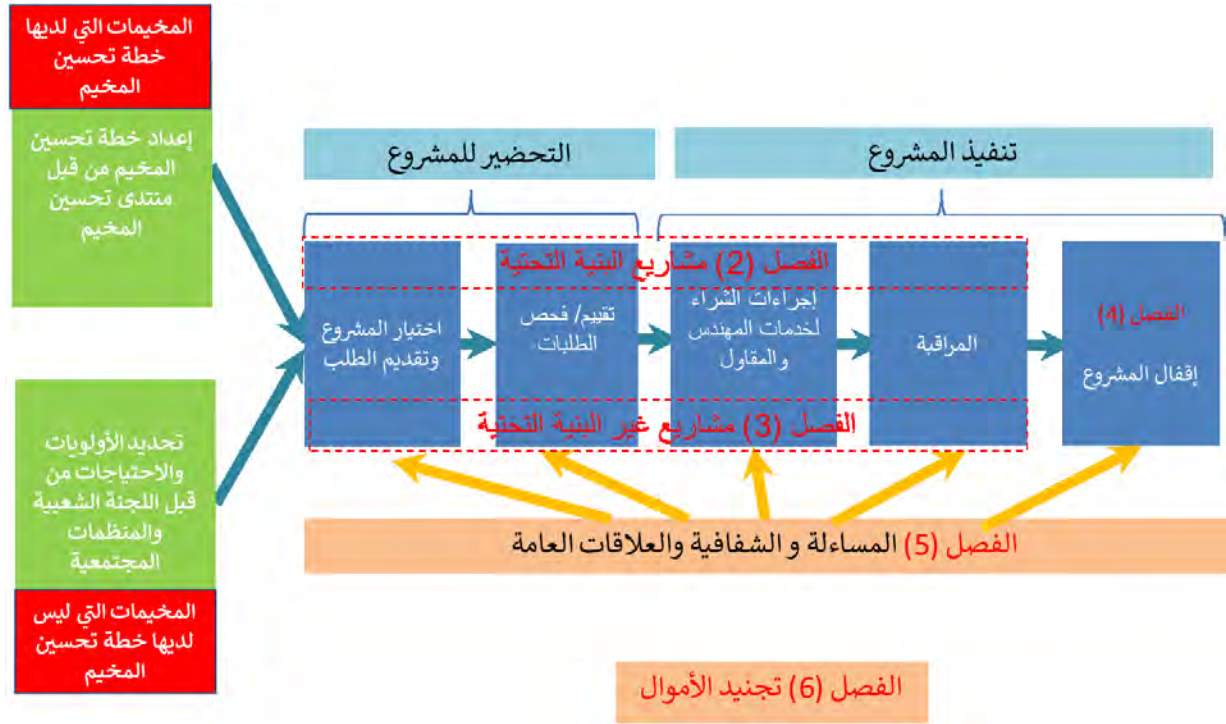 المخيمات التي لديها
خطة تحسين
المخيم
إعداد خطة تحسين
المخيم من قبل
منتدى تحسين
المخيم
التحضير للمشروع
تنفيذ المشروع
الفصل (2) مشاريع البنية التحتية
اختيار المشروع
وتقديم الطلب
تقييم/ فحص
الطلبات
إجراءات الشراء
لخدمات المهندس
والمقاول
المراقبة
الفصل (4)
إقفال المشروع
الفصل (3) مشاريع غير البنية التحتية
تحديد الأولويات
والاحتياجات من
قبل اللجنة الشعبية
والمنظمات
المجتمعية
المخيمات التي ليس
لديها خطة تحسين
المخيم
الفصل (5) المساءلة و الشفافية والعلاقات العامة
الفصل (6) تجنيد الأموال